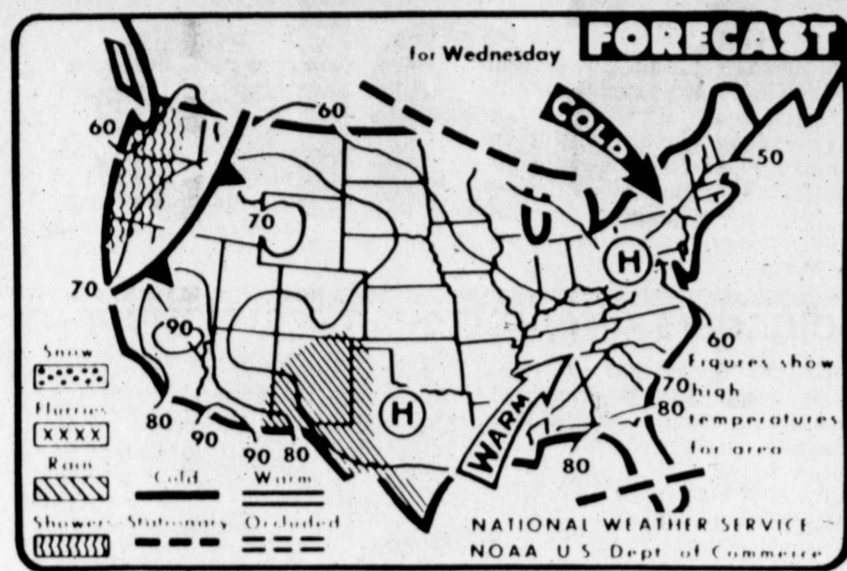 FORECAST
for Wednesday
COLD
60
60
50
70
H
70
90
60
Snow
Figures show
70 high
80
temperatures
for area
Flurries
XXXX
80
90
90
80
H
WARM
80
Rain
Cold
Warm
Showers
Stationary
Occluded
NATIONAL WEATHER SERVICE
NOAA U S Dept of Commerce